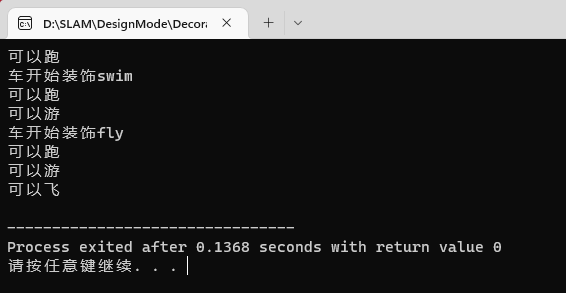 D:\SLAM\DesignMode\Decora
可以跑
车开始装饰swim
可以跑
可以游
车开始装饰fly
可以跑
可以游
可以飞
--------------------------------
Process exited after 0.1368 seconds with return value 0
请按任意键继续. . .